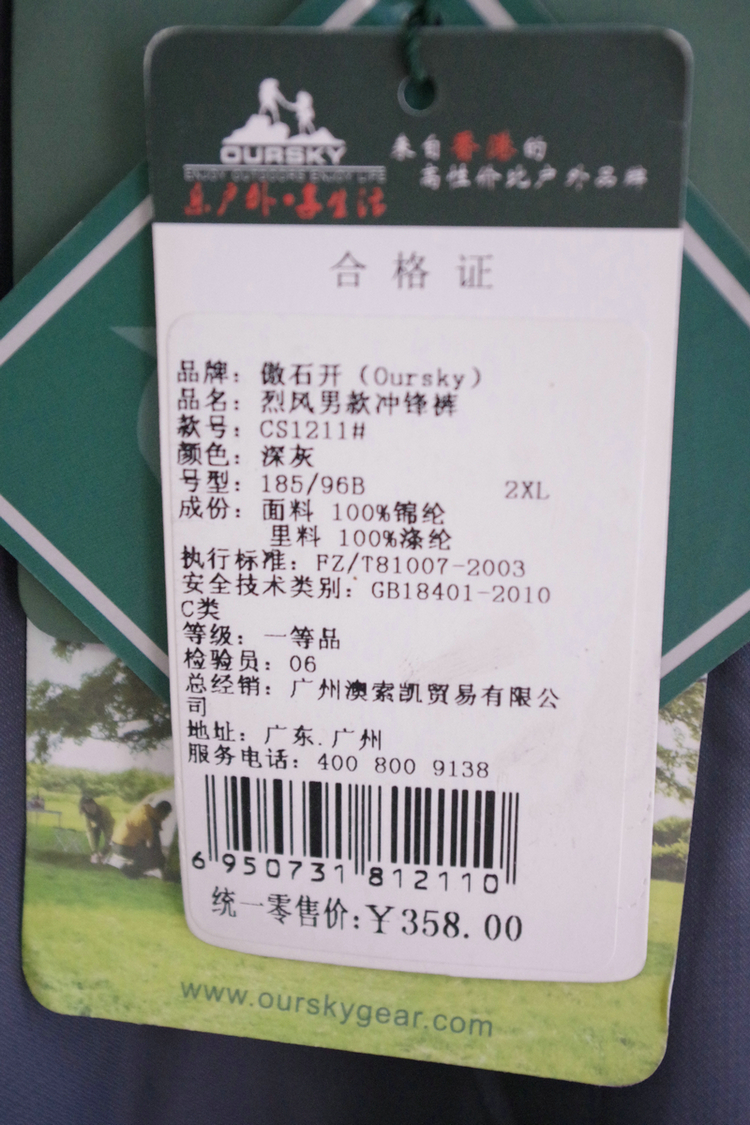 OURSKY
ENJOY OUTDOORS ENJOY LIFE
乐户外·享生活
来自香港的
高性价比户外品牌
合格证
品牌：傲石开（Oursky）
品名：烈风男款冲锋裤
款号：CS1211#
颜色：深灰
号型：185/96B 2XL
成份：面料 100%锦纶
里料 100%涤纶
执行标准：FZ/T81007-2003
安全技术类别：GB18401-2010
C类
等级：一等品
检验员：06
总经销：广州澳索凯贸易有限公
司
地址：广东.广州
服务电话：400 800 9138
6 950731 812110
统一零售价:￥358.00
www.ourskygear.com